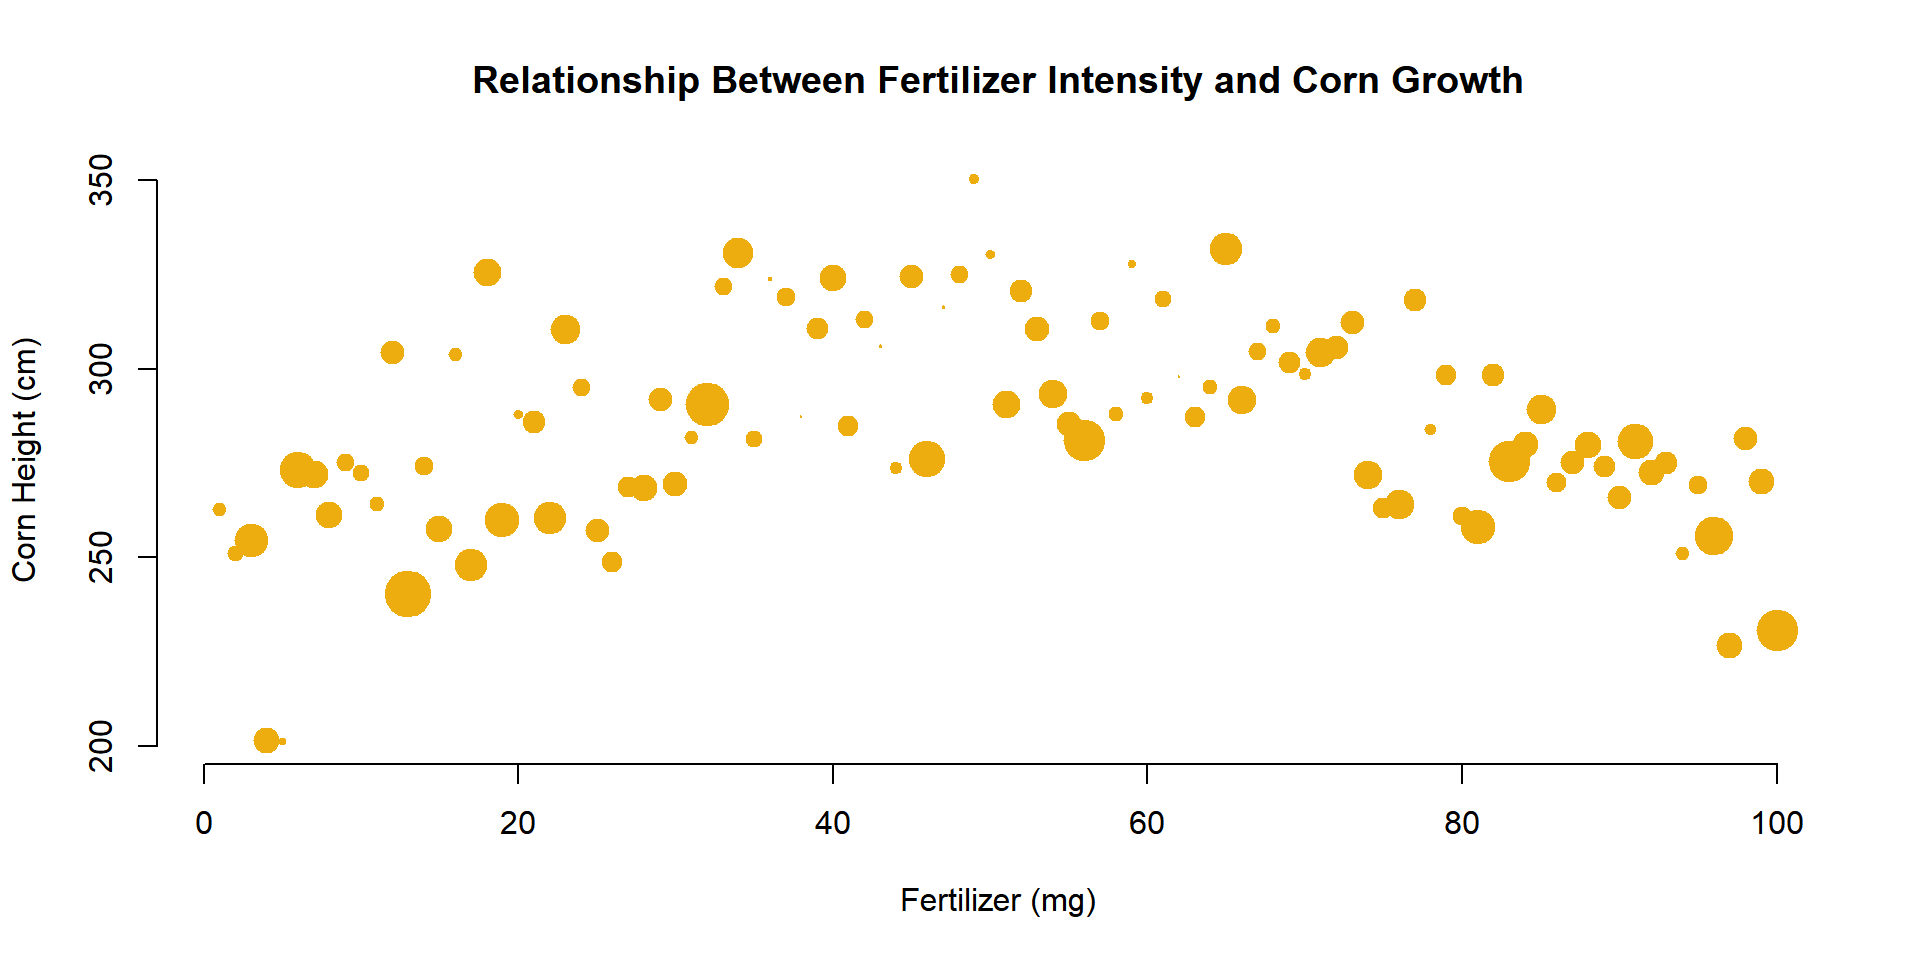 Relationship Between Fertilizer Intensity and Corn Growth
Corn Height (cm)
350
300
250
200
0 20 40 60 80 100
Fertilizer (mg)